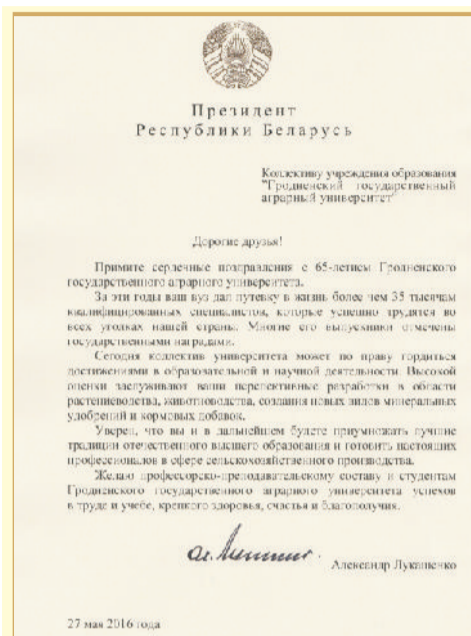 Президент
Республики Беларусь
Коллективу учреждения образования
"Гродненский государственный
аграрный университет"
Дорогие друзья!
Примите сердечные поздравления с 65-летием Гродненского
государственного аграрного университета.
За эти годы ваш вуз дал путевку в жизнь более чем 35 тысячам
квалифицированных специалистов, которые успешно трудятся во
всех уголках нашей страны. Многие его выпускники отмечены
государственными наградами.
Сегодня коллектив университета может по праву гордиться
достижениями в образовательной и научной деятельности. Высокой
оценки заслуживают ваши перспективные разработки в области
растениеводства, животноводства, создания новых видов минеральных
удобрений и кормовых добавок.
Уверен, что вы и в дальнейшем будете приумножать лучшие
традиции отечественного высшего образования и готовить настоящих
профессионалов в сфере сельскохозяйственного производства.
Желаю профессорско-преподавательскому составу и студентам
Гродненского государственного аграрного университета успехов
в труде и учебе, крепкого здоровья, счастья и благополучия.
Александр Лукашенко
27 мая 2016 года